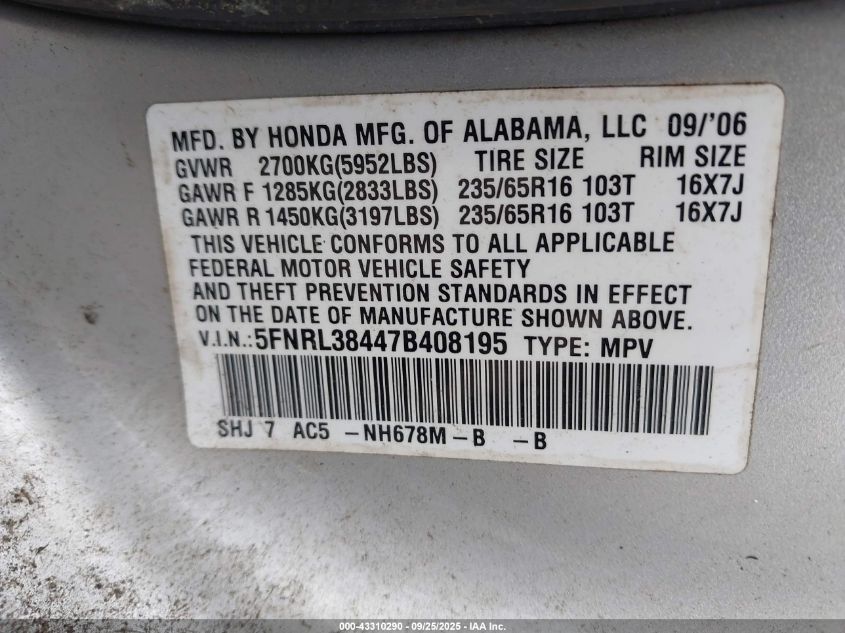 MFD. BY HONDA MFG. OF ALABAMA, LLC 09/'06
GVWR 2700KG(5952LBS) TIRE SIZE RIM SIZE
GAWR F 1285KG(2833LBS) 235/65R16 103T 16X7J
GAWR R 1450KG(3197LBS) 235/65R16 103T 16X7J
THIS VEHICLE CONFORMS TO ALL APPLICABLE
FEDERAL MOTOR VEHICLE SAFETY
AND THEFT PREVENTION STANDARDS IN EFFECT
ON THE DATE OF MANUFACTURE SHOWN ABOVE.
V.I.N.:5FNRL38447B408195 TYPE: MPV
SHJ 7 AC5 -NH678M-B -B
000-43310290 - 09/25/2025 - IAA Inc.